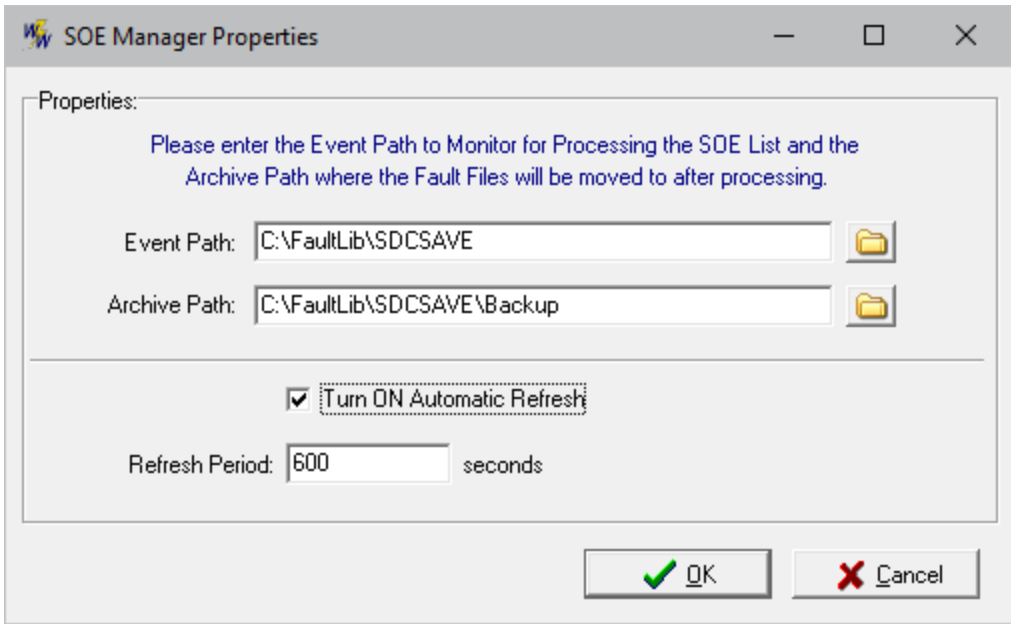 SOE Manager Properties
Properties:
Please enter the Event Path to Monitor for Processing the SOE List and the
Archive Path where the Fault Files will be moved to after processing.
Event Path: C:\FaultLib\SDCSAVE
Archive Path: C:\FaultLib\SDCSAVE\Backup
Turn ON Automatic Refresh
Refresh Period: 600 seconds
OK Cancel